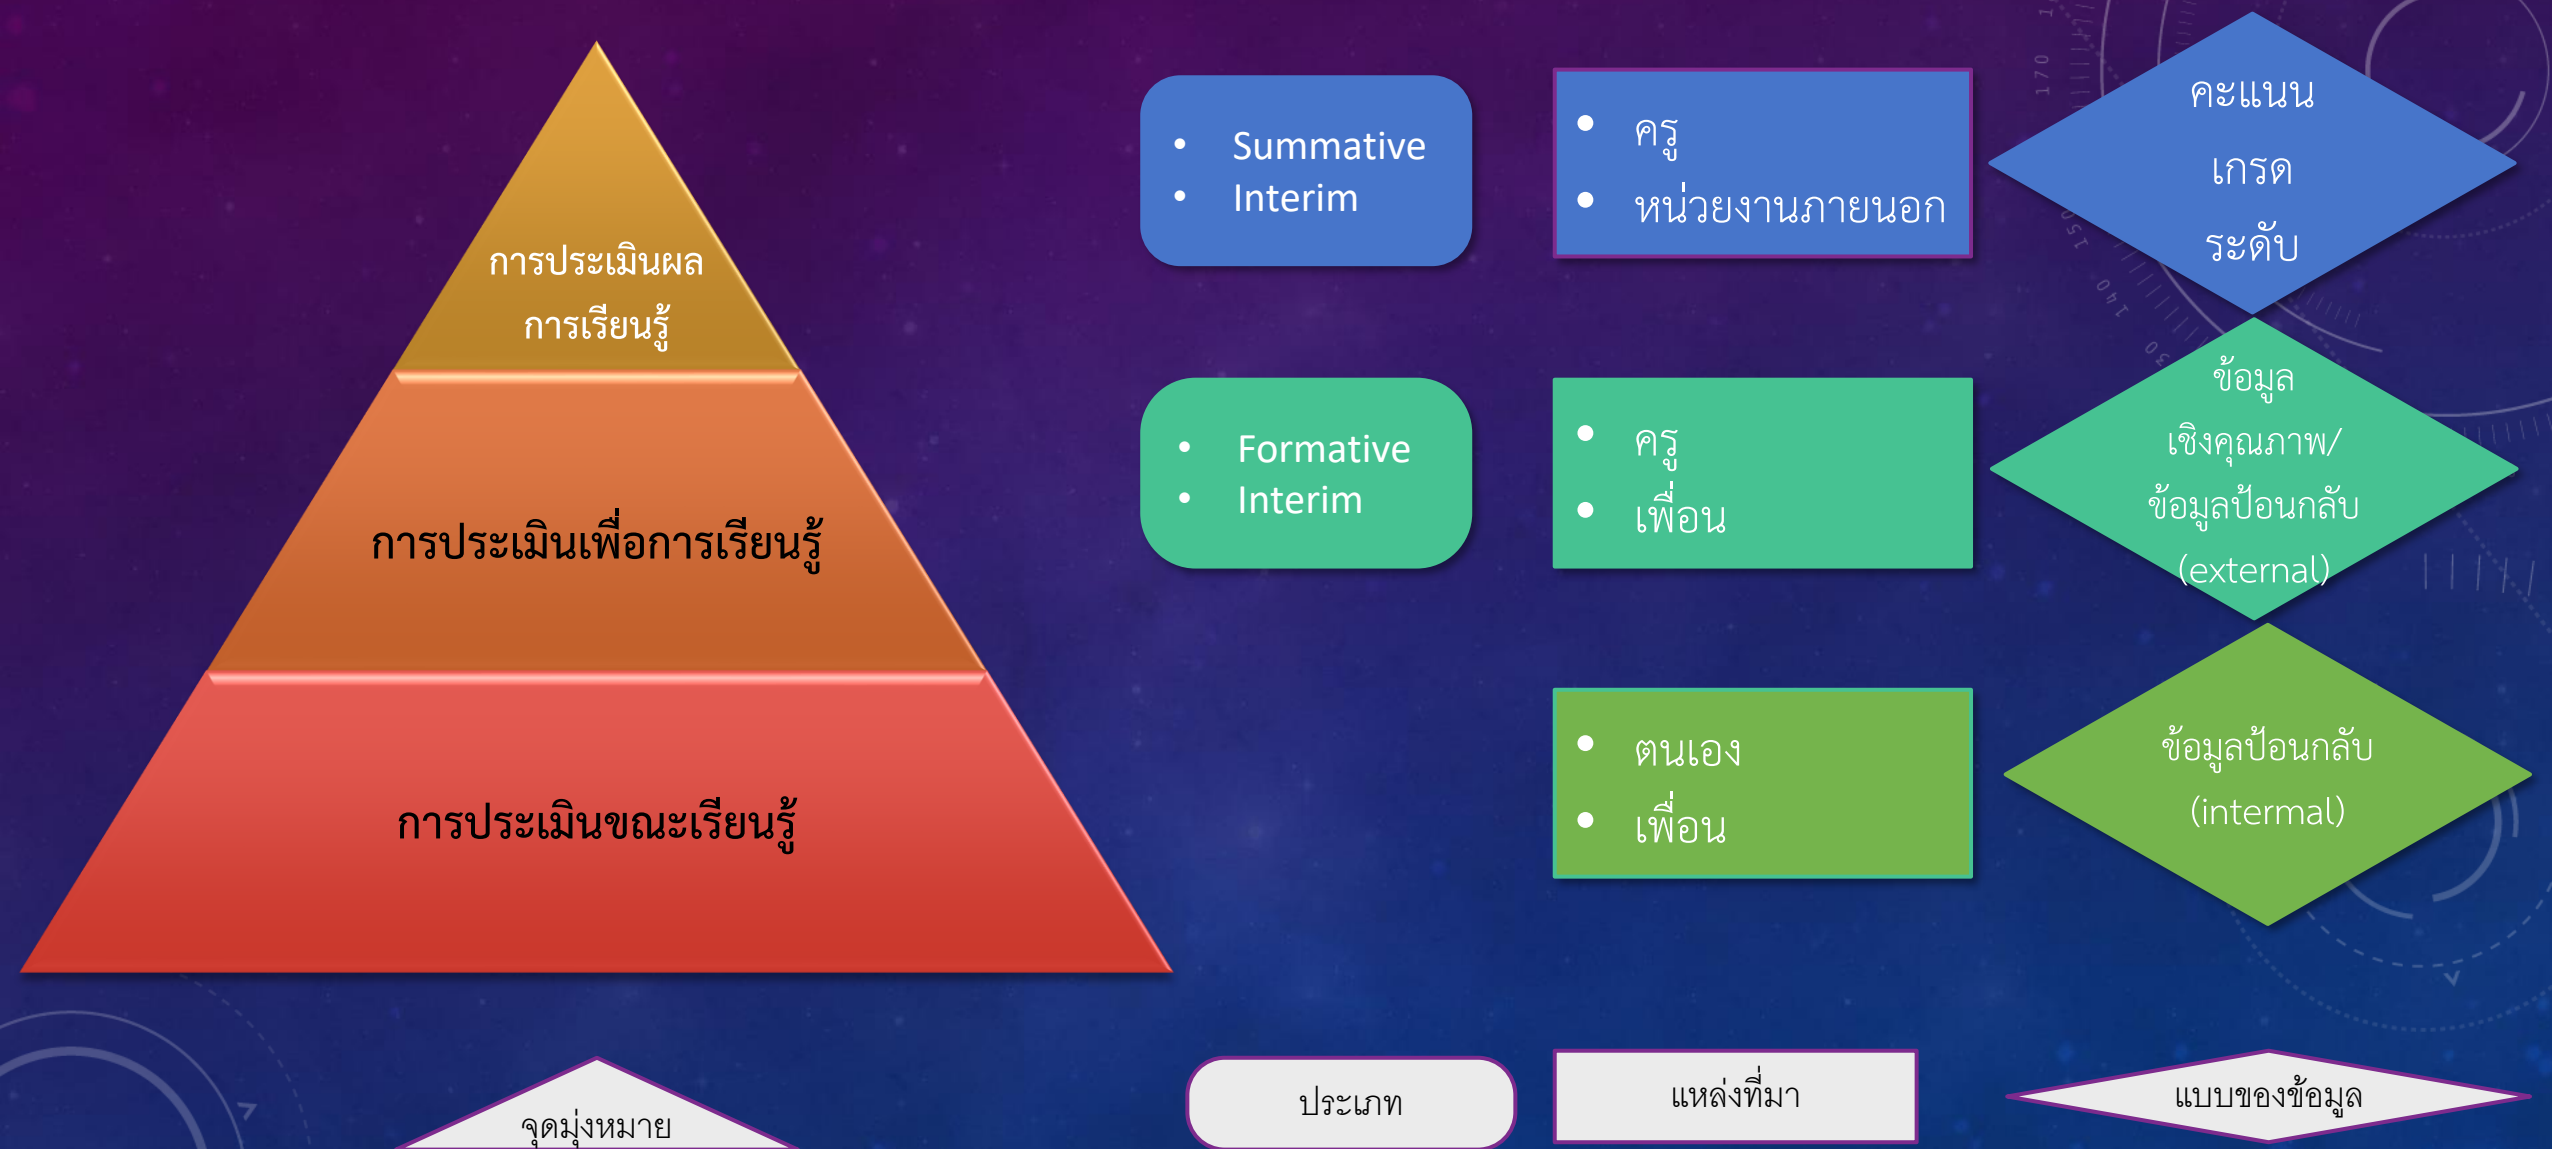 การประเมินผล
การเรียนรู้
• Summative
• Interim
• ครู
• หน่วยงานภายนอก
คะแนน
เกรด
ระดับ
การประเมินเพื่อการเรียนรู้
• Formative
• Interim
• ครู
• เพื่อน
ข้อมูล
เชิงคุณภาพ/
ข้อมูลป้อนกลับ
(external)
การประเมินขณะเรียนรู้
• ตนเอง
• เพื่อน
ข้อมูลป้อนกลับ
(intermal)
จุดมุ่งหมาย
ประเภท
แหล่งที่มา
แบบของข้อมูล
170
140